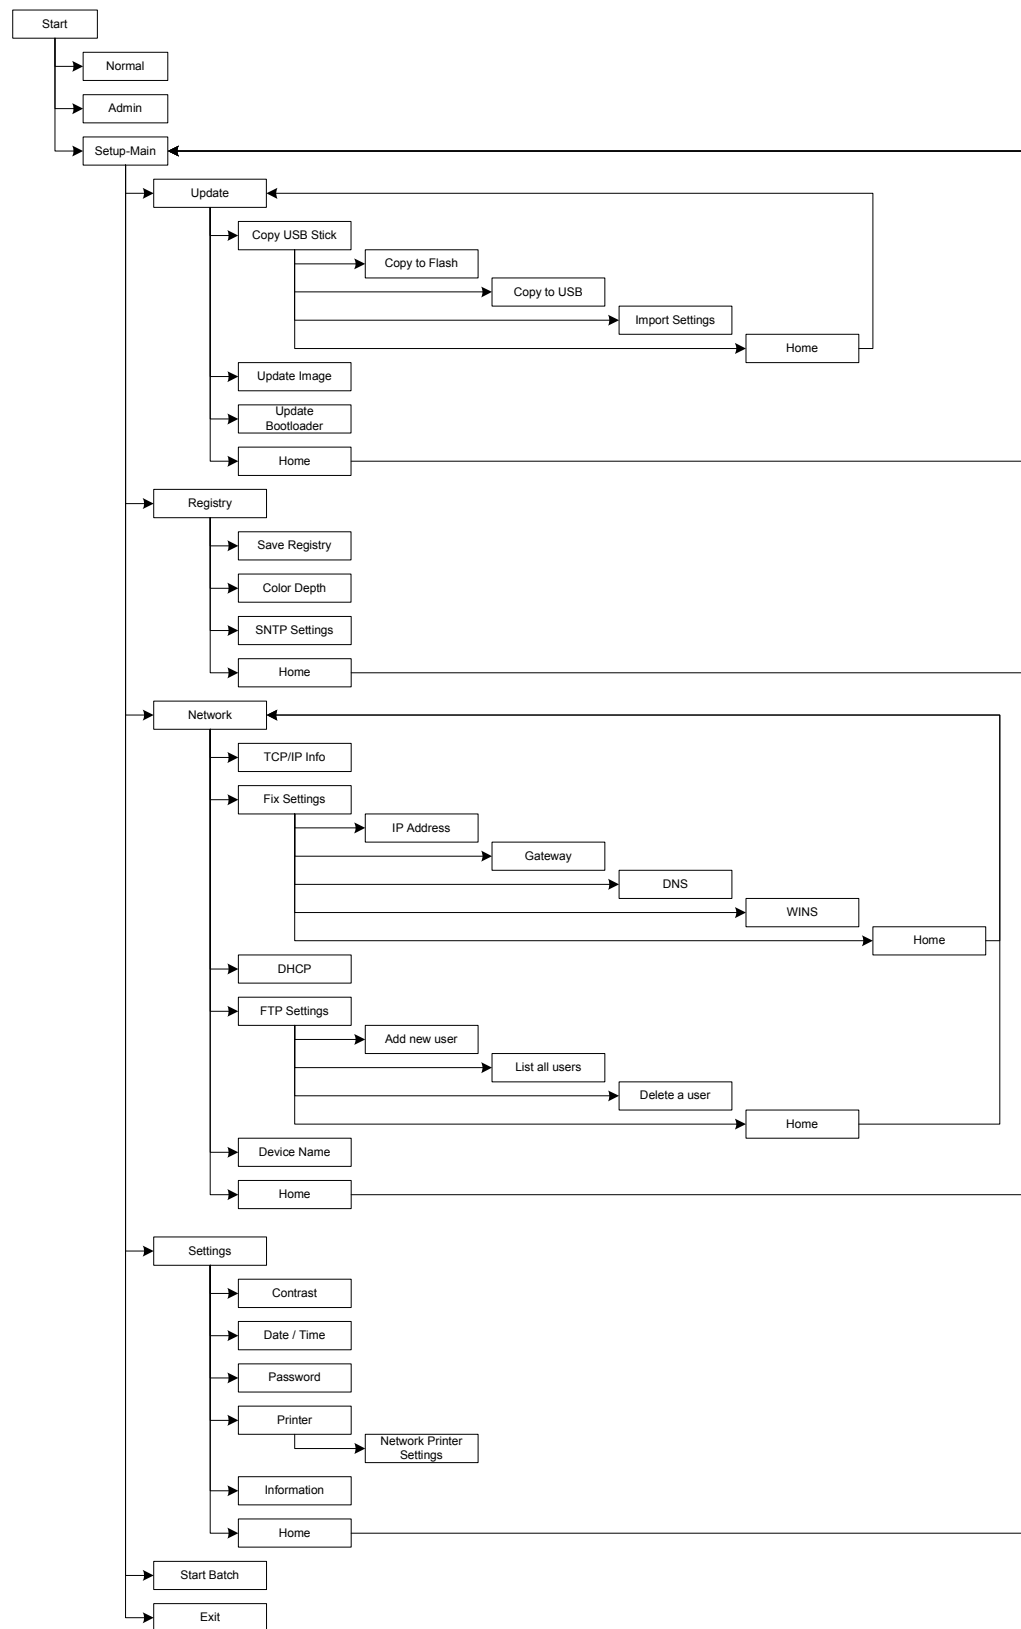 Start
Normal
Admin
Setup-Main
Update
Copy USB Stick
Copy to Flash
Copy to USB
Import Settings
Home
Update Image
Update
Bootloader
Home
Registry
Save Registry
Color Depth
SNTP Settings
Home
Network
TCP/IP Info
Fix Settings
IP Address
Gateway
DNS
WINS
Home
DHCP
FTP Settings
Add new user
List all users
Delete a user
Home
Device Name
Home
Settings
Contrast
Date / Time
Password
Printer
Network Printer
Settings
Information
Home
Start Batch
Exit